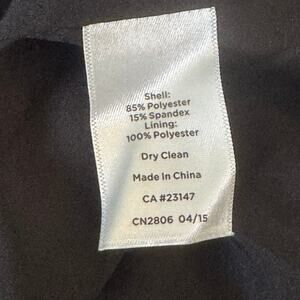 Shell:
85% Polyester
15% Spandex
Lining:
100% Polyester
Dry Clean
Made In China
CA #23147
CN2806 04/15